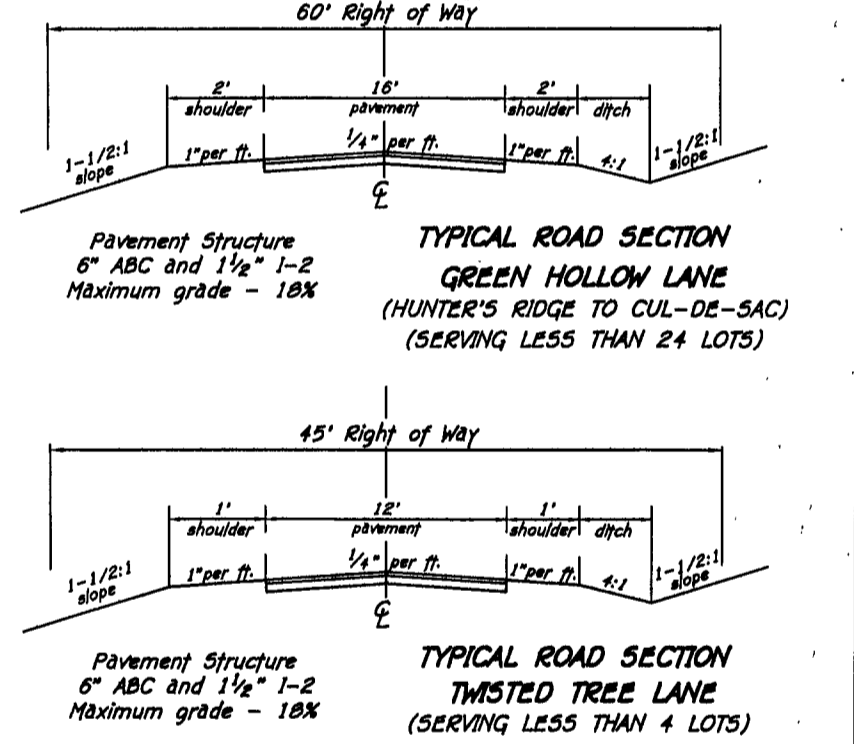 60' Right of Way
2' 16' 2'
shoulder pavement shoulder ditch
1-1/2:1 slope 1" per ft. 1/4" per ft. 1" per ft. 4:1 1-1/2:1 slope
℄
Pavement Structure
6" ABC and 1½" I-2
Maximum grade - 18%
TYPICAL ROAD SECTION
GREEN HOLLOW LANE
(HUNTER'S RIDGE TO CUL-DE-SAC)
(SERVING LESS THAN 24 LOTS)
45' Right of Way
1' 12' 1'
shoulder pavement shoulder ditch
1-1/2:1 slope 1" per ft. 1/4" per ft. 1" per ft. 4:1 1-1/2:1 slope
℄
Pavement Structure
6" ABC and 1½" I-2
Maximum grade - 18%
TYPICAL ROAD SECTION
TWISTED TREE LANE
(SERVING LESS THAN 4 LOTS)